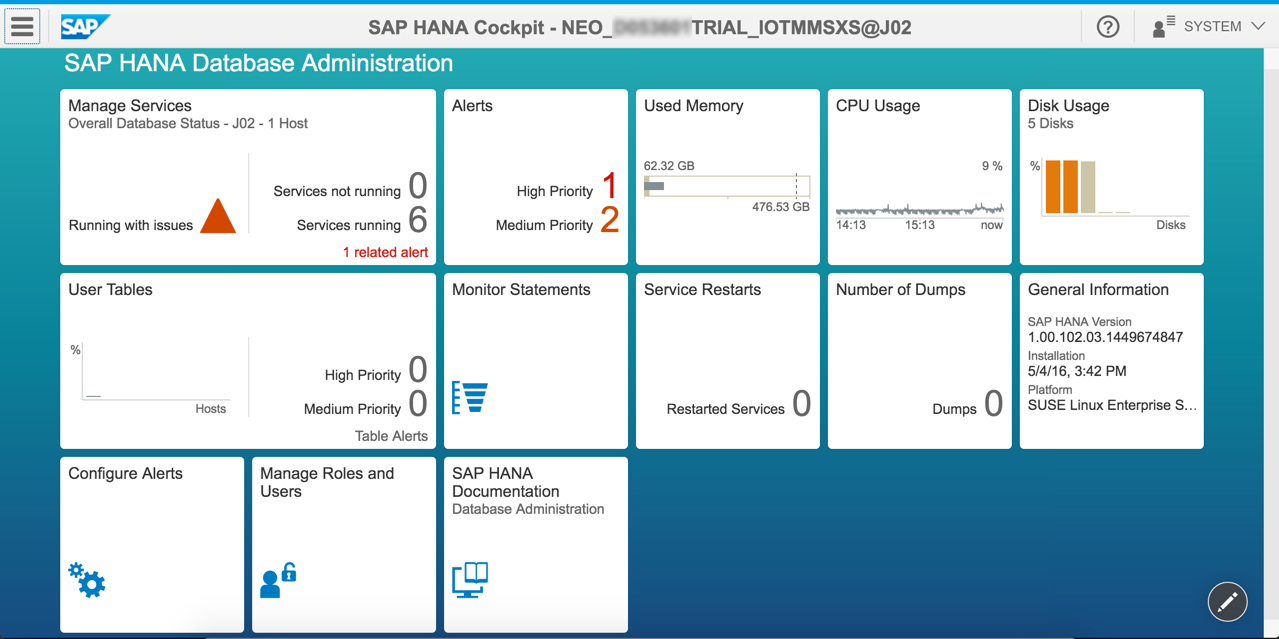 SAP
SAP HANA Cockpit - NEO_ TRIAL_IOTMMSXS@J02
SYSTEM
SAP HANA Database Administration
Manage Services
Overall Database Status - J02 - 1 Host
Running with issues
Services not running 0
Services running 6
1 related alert
Alerts
High Priority 1
Medium Priority 2
Used Memory
62.32 GB
476.53 GB
CPU Usage
9 %
14:13 15:13 now
Disk Usage
5 Disks
%
Disks
User Tables
%
Hosts
High Priority 0
Medium Priority 0
Table Alerts
Monitor Statements
Service Restarts
Restarted Services 0
Number of Dumps
Dumps 0
General Information
SAP HANA Version
1.00.102.03.1449674847
Installation
5/4/16, 3:42 PM
Platform
SUSE Linux Enterprise S...
Configure Alerts
Manage Roles and
Users
SAP HANA
Documentation
Database Administration